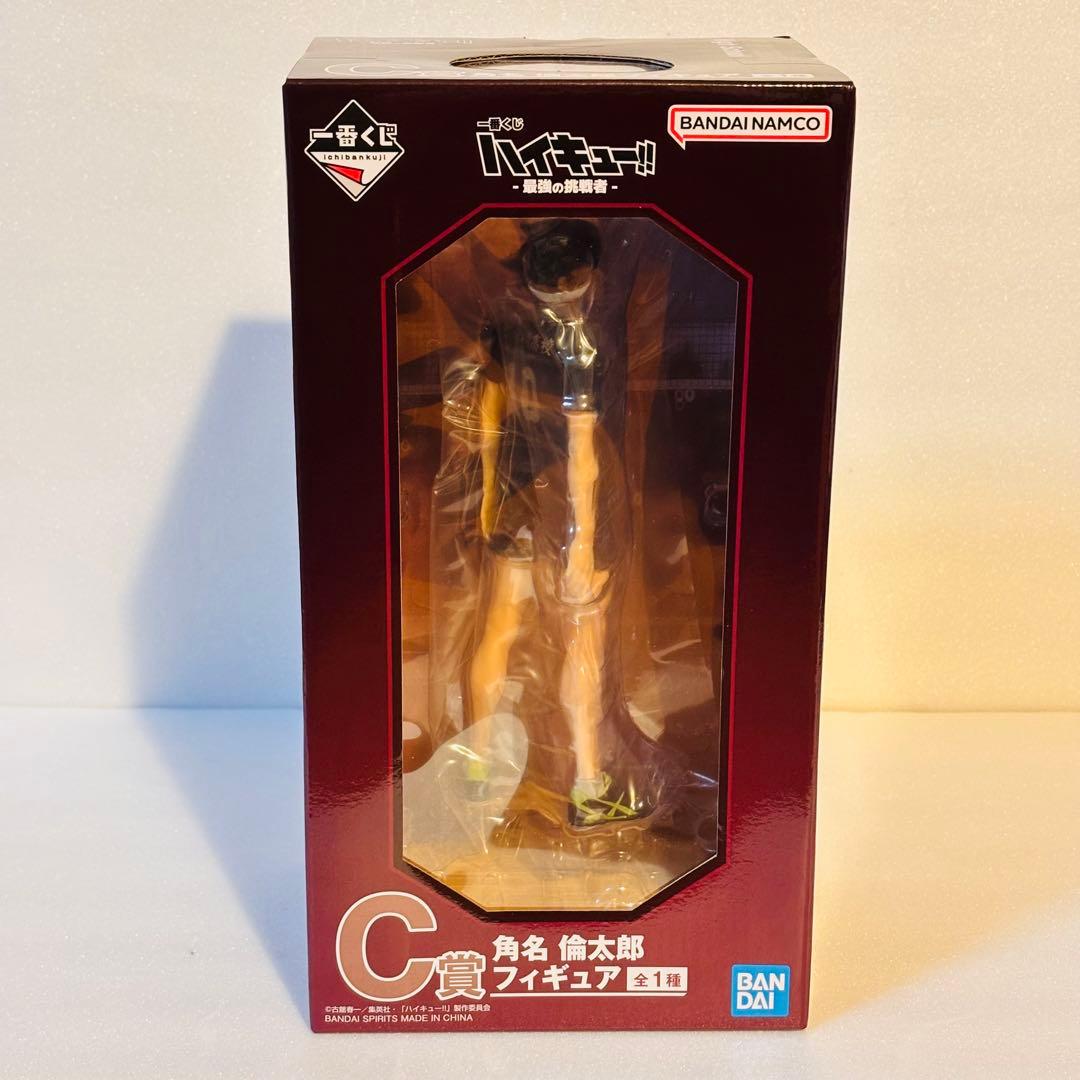 一番くじ
ichibankuji
一番くじ
ハイキュー!!
- 最強の挑戦者 -
BANDAI NAMCO
C賞
角名 倫太郎
フィギュア 全1種
BAN
DAI
©古舘春一／集英社・「ハイキュー!!」製作委員会
BANDAI SPIRITS MADE IN CHINA